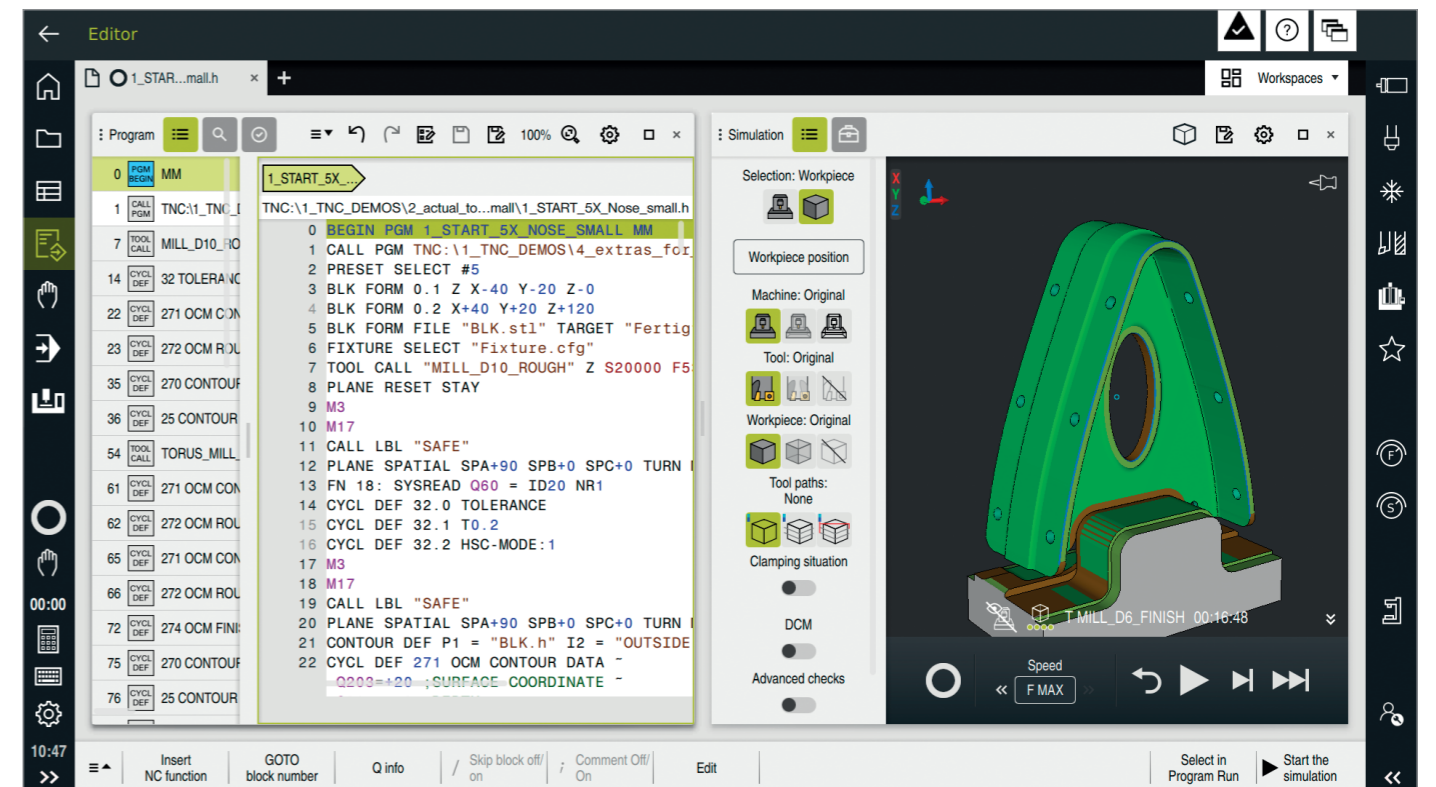 Editor
1_STAR...mall.h
Workspaces
Program
100%
Simulation
0 PGM BEGIN MM
1 CALL PGM TNC:\1_TNC_
7 TOOL CALL MILL_D10_RO
14 CYCL DEF 32 TOLERANC
22 CYCL DEF 271 OCM CON
23 CYCL DEF 272 OCM ROU
35 CYCL DEF 270 CONTOUR
36 CYCL DEF 25 CONTOUR
54 TOOL CALL TORUS_MILL_
61 CYCL DEF 271 OCM CON
62 CYCL DEF 272 OCM ROU
65 CYCL DEF 271 OCM CON
66 CYCL DEF 272 OCM ROU
72 CYCL DEF 274 OCM FINI
75 CYCL DEF 270 CONTOUR
76 CYCL DEF 25 CONTOUR
1_START_5X_...
TNC:\1_TNC_DEMOS\2_actual_to...mall\1_START_5X_Nose_small.h
0 BEGIN PGM 1_START_5X_NOSE_SMALL MM
1 CALL PGM TNC:\1_TNC_DEMOS\4_extras_for_
2 PRESET SELECT #5
3 BLK FORM 0.1 Z X-40 Y-20 Z-0
4 BLK FORM 0.2 X+40 Y+20 Z+120
5 BLK FORM FILE "BLK.stl" TARGET "Fertig
6 FIXTURE SELECT "Fixture.cfg"
7 TOOL CALL "MILL_D10_ROUGH" Z S20000 F5
8 PLANE RESET STAY
9 M3
10 M17
11 CALL LBL "SAFE"
12 PLANE SPATIAL SPA+90 SPB+0 SPC+0 TURN
13 FN 18: SYSREAD Q60 = ID20 NR1
14 CYCL DEF 32.0 TOLERANCE
15 CYCL DEF 32.1 T0.2
16 CYCL DEF 32.2 HSC-MODE:1
17 M3
18 M17
19 CALL LBL "SAFE"
20 PLANE SPATIAL SPA+90 SPB+0 SPC+0 TURN
21 CONTOUR DEF P1 = "BLK.h" I2 = "OUTSIDE
22 CYCL DEF 271 OCM CONTOUR DATA ~
Q203=+20 ;SURFACE COORDINATE ~
Selection: Workpiece
Workpiece position
Machine: Original
Tool: Original
Workpiece: Original
Tool paths:
None
Clamping situation
DCM
Advanced checks
X
Y
Z
T MILL_D6_FINISH 00:16:48
Speed
F MAX
F
S
00:00
10:47
Insert
NC function
GOTO
block number
Q info
/ Skip block off/
on
; Comment Off/
On
Edit
Select in
Program Run
Start the
simulation